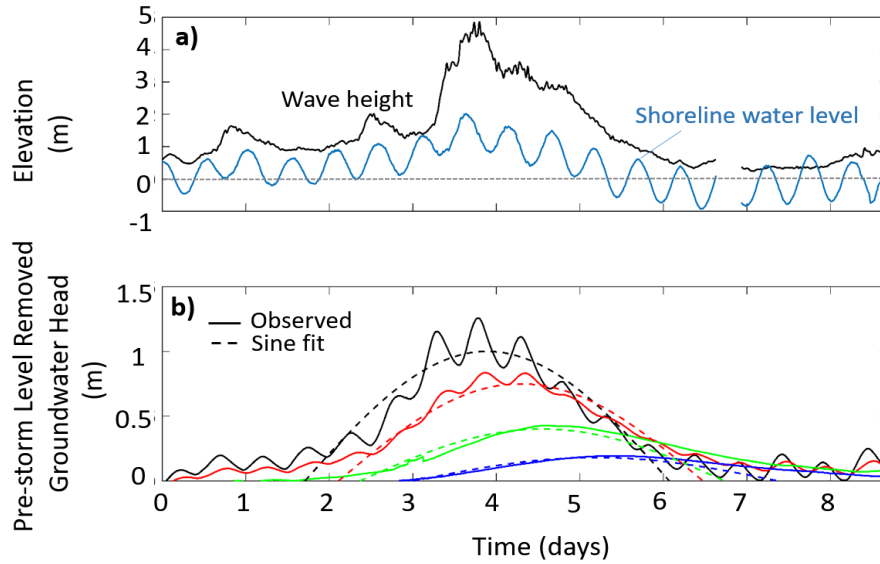 5
a)
4
3
2
1
0
-1
Elevation
(m)
Wave height
Shoreline water level
Pre-storm Level Removed
Groundwater Head
(m)
1.5
1
0.5
0
b)
Observed
Sine fit
0 1 2 3 4 5 6 7 8
Time (days)